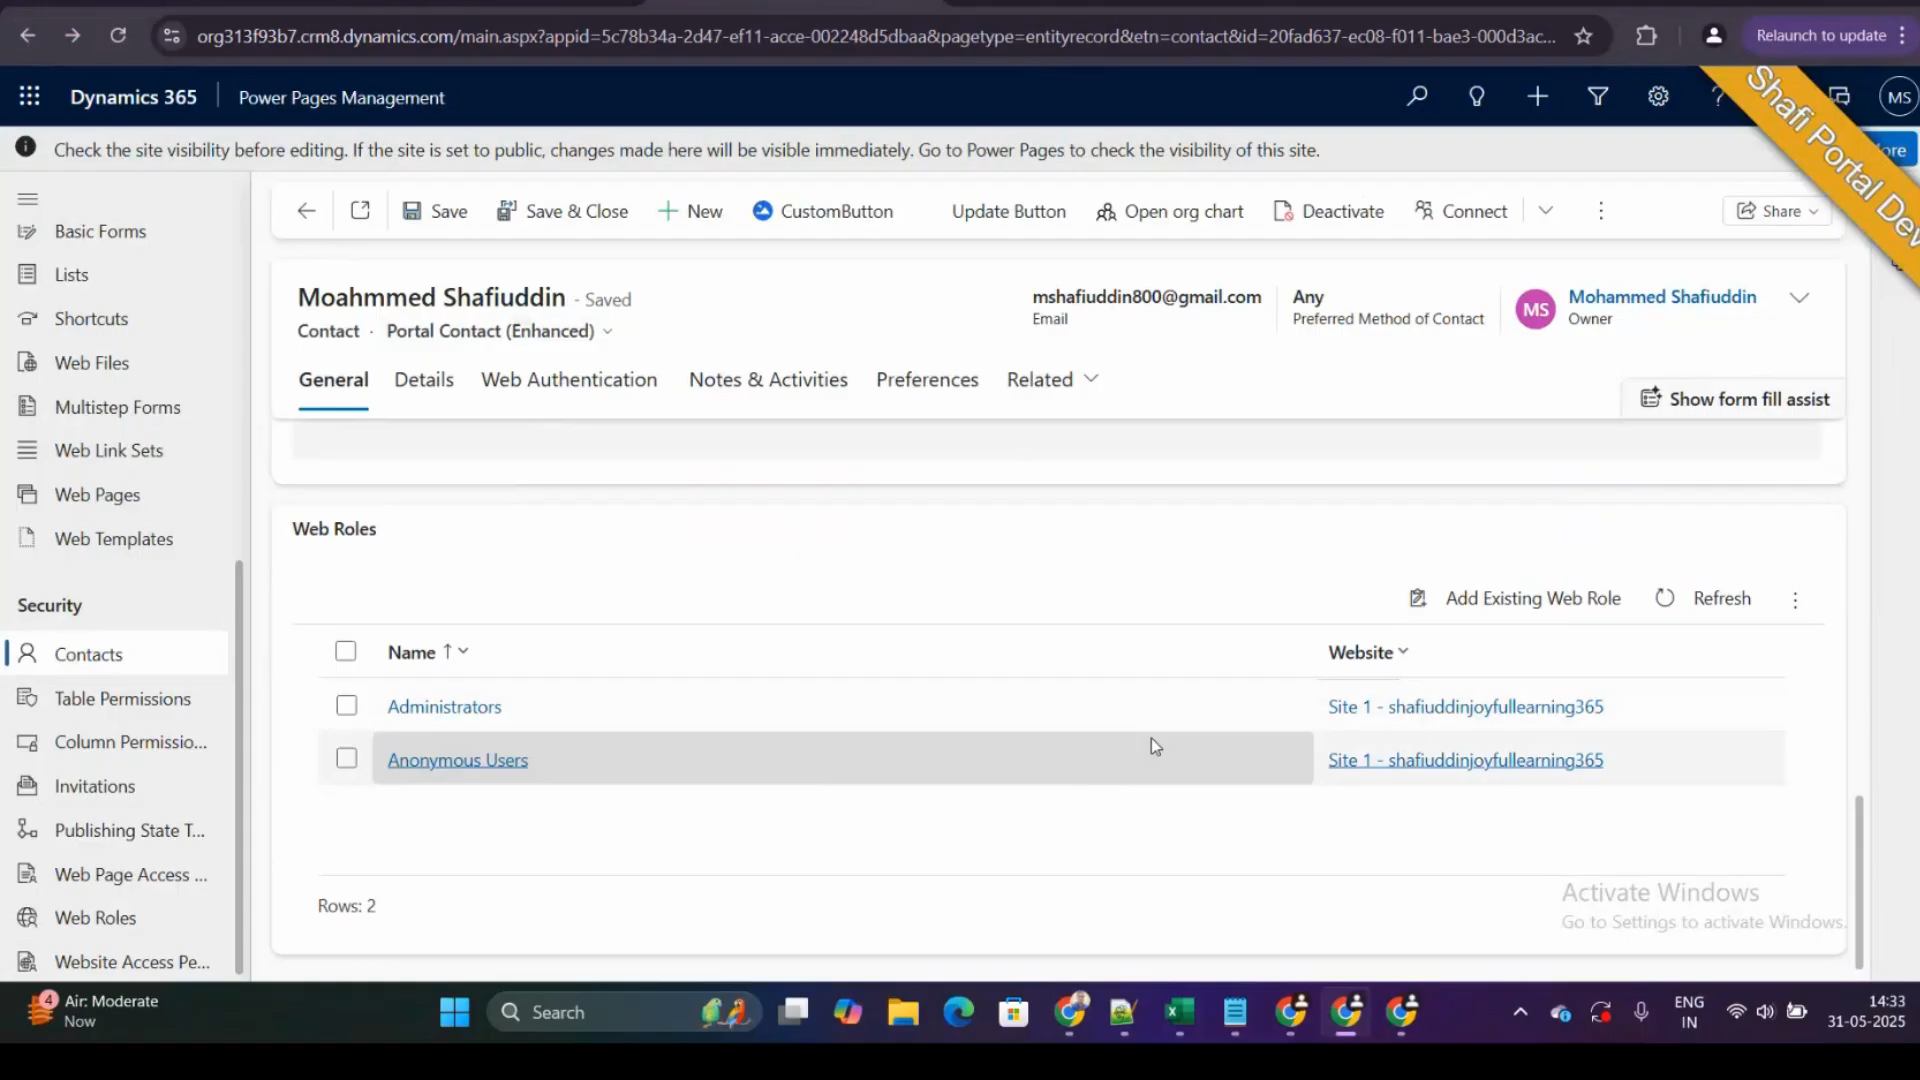 org313f93b7.crm8.dynamics.com/main.aspx?appid=5c78b34a-2d47-ef11-acce-002248d5dbaa&pagetype=entityrecord&etn=contact&id=20fad637-ec08-f011-bae3-000d3ac...
Relaunch to update
Dynamics 365
Power Pages Management
MS
Check the site visibility before editing. If the site is set to public, changes made here will be visible immediately. Go to Power Pages to check the visibility of this site.
Shafi Portal Dev
Save
Save & Close
New
CustomButton
Update Button
Open org chart
Deactivate
Connect
Share
Basic Forms
Lists
Shortcuts
Web Files
Multistep Forms
Web Link Sets
Web Pages
Web Templates
Security
Contacts
Table Permissions
Column Permissio...
Invitations
Publishing State T...
Web Page Access ...
Web Roles
Website Access Pe...
Moahmmed Shafiuddin - Saved
Contact · Portal Contact (Enhanced)
mshafiuddin800@gmail.com
Email
Any
Preferred Method of Contact
MS
Mohammed Shafiuddin
Owner
General
Details
Web Authentication
Notes & Activities
Preferences
Related
Show form fill assist
Web Roles
Add Existing Web Role
Refresh
Name
Website
Administrators
Site 1 - shafiuddinjoyfullearning365
Anonymous Users
Site 1 - shafiuddinjoyfullearning365
Rows: 2
Activate Windows
Go to Settings to activate Windows.
4
Air: Moderate
Now
Search
ENG
IN
14:33
31-05-2025